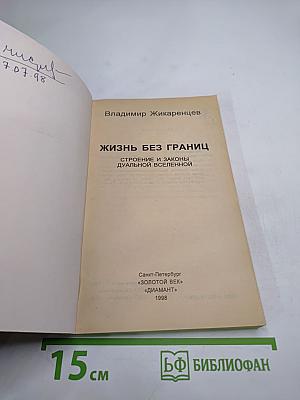 7.07.98
Владимир Жикаренцев
ЖИЗНЬ БЕЗ ГРАНИЦ
СТРОЕНИЕ И ЗАКОНЫ
ДУАЛЬНОЙ ВСЕЛЕННОЙ
Санкт-Петербург
«ЗОЛОТОЙ ВЕК»
«ДИАМАНТ»
1998
15 см
БФ БИБЛИОФАН